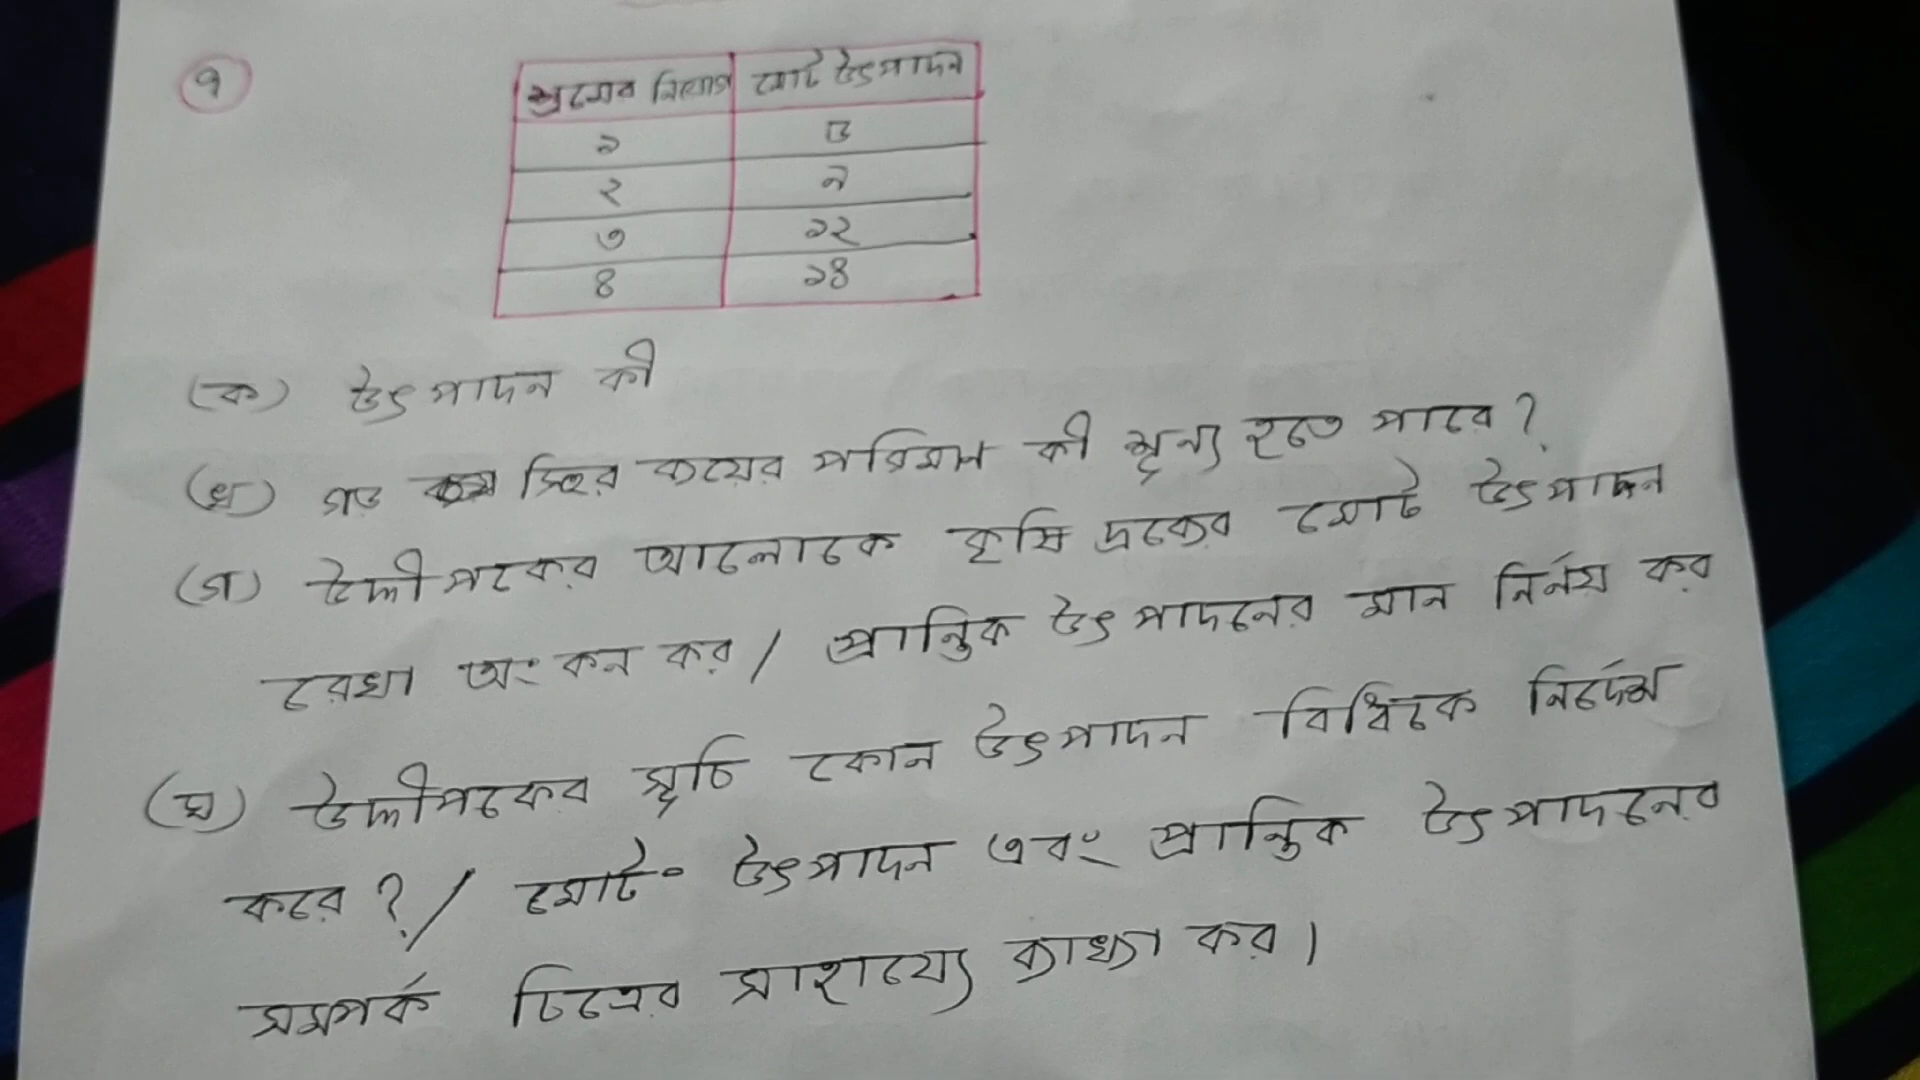 ৭
শ্রমের নিয়োগ মোট উৎপাদন
১ ৫
২ ৯
৩ ১২
৪ ১৪
(ক) উৎপাদন কী
(খ) গড় স্থির ব্যয়ের পরিমাণ কী শূন্য হতে পারে?
(গ) উদ্দীপকের আলোকে কৃষি দ্রব্যের মোট উৎপাদন
রেখা অংকন কর / প্রান্তিক উৎপাদনের মান নির্নয় কর
(ঘ) উদ্দীপকের সূচি কোন উৎপাদন বিধিকে নির্দেশ
করে? / মোট উৎপাদন এবং প্রান্তিক উৎপাদনের
সম্পর্ক চিত্রের সাহায্যে ব্যাখ্যা কর।